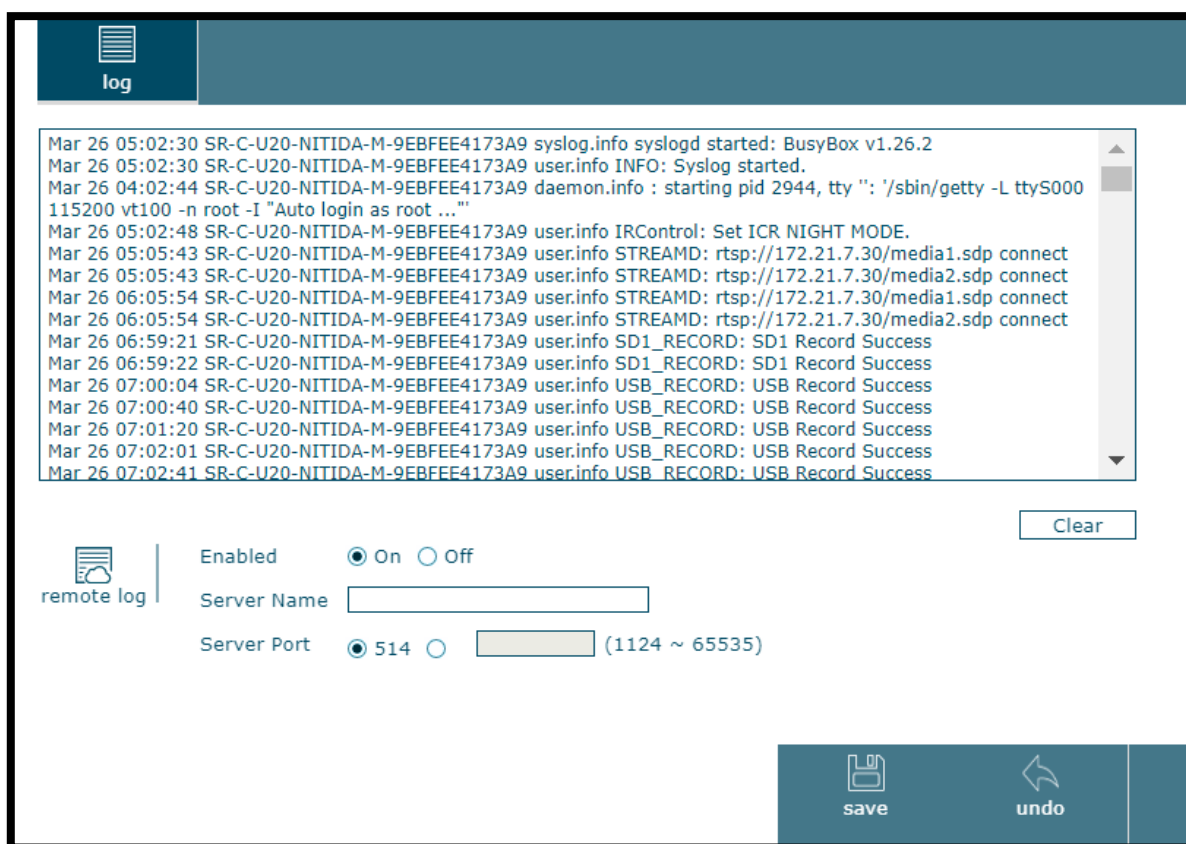 log
Mar 26 05:02:30 SR-C-U20-NITIDA-M-9EBFEE4173A9 syslog.info syslogd started: BusyBox v1.26.2
Mar 26 05:02:30 SR-C-U20-NITIDA-M-9EBFEE4173A9 user.info INFO: Syslog started.
Mar 26 04:02:44 SR-C-U20-NITIDA-M-9EBFEE4173A9 daemon.info : starting pid 2944, tty '': '/sbin/getty -L ttyS000
115200 vt100 -n root -I "Auto login as root ..."'
Mar 26 05:02:48 SR-C-U20-NITIDA-M-9EBFEE4173A9 user.info IRControl: Set ICR NIGHT MODE.
Mar 26 05:05:43 SR-C-U20-NITIDA-M-9EBFEE4173A9 user.info STREAMD: rtsp://172.21.7.30/media1.sdp connect
Mar 26 05:05:43 SR-C-U20-NITIDA-M-9EBFEE4173A9 user.info STREAMD: rtsp://172.21.7.30/media2.sdp connect
Mar 26 06:05:54 SR-C-U20-NITIDA-M-9EBFEE4173A9 user.info STREAMD: rtsp://172.21.7.30/media1.sdp connect
Mar 26 06:05:54 SR-C-U20-NITIDA-M-9EBFEE4173A9 user.info STREAMD: rtsp://172.21.7.30/media2.sdp connect
Mar 26 06:59:21 SR-C-U20-NITIDA-M-9EBFEE4173A9 user.info SD1_RECORD: SD1 Record Success
Mar 26 06:59:22 SR-C-U20-NITIDA-M-9EBFEE4173A9 user.info SD1_RECORD: SD1 Record Success
Mar 26 07:00:04 SR-C-U20-NITIDA-M-9EBFEE4173A9 user.info USB_RECORD: USB Record Success
Mar 26 07:00:40 SR-C-U20-NITIDA-M-9EBFEE4173A9 user.info USB_RECORD: USB Record Success
Mar 26 07:01:20 SR-C-U20-NITIDA-M-9EBFEE4173A9 user.info USB_RECORD: USB Record Success
Mar 26 07:02:01 SR-C-U20-NITIDA-M-9EBFEE4173A9 user.info USB_RECORD: USB Record Success
Mar 26 07:02:41 SR-C-U20-NITIDA-M-9EBFEE4173A9 user.info USB_RECORD: USB Record Success
Clear
remote log
Enabled On Off
Server Name
Server Port 514 (1124 ~ 65535)
save undo